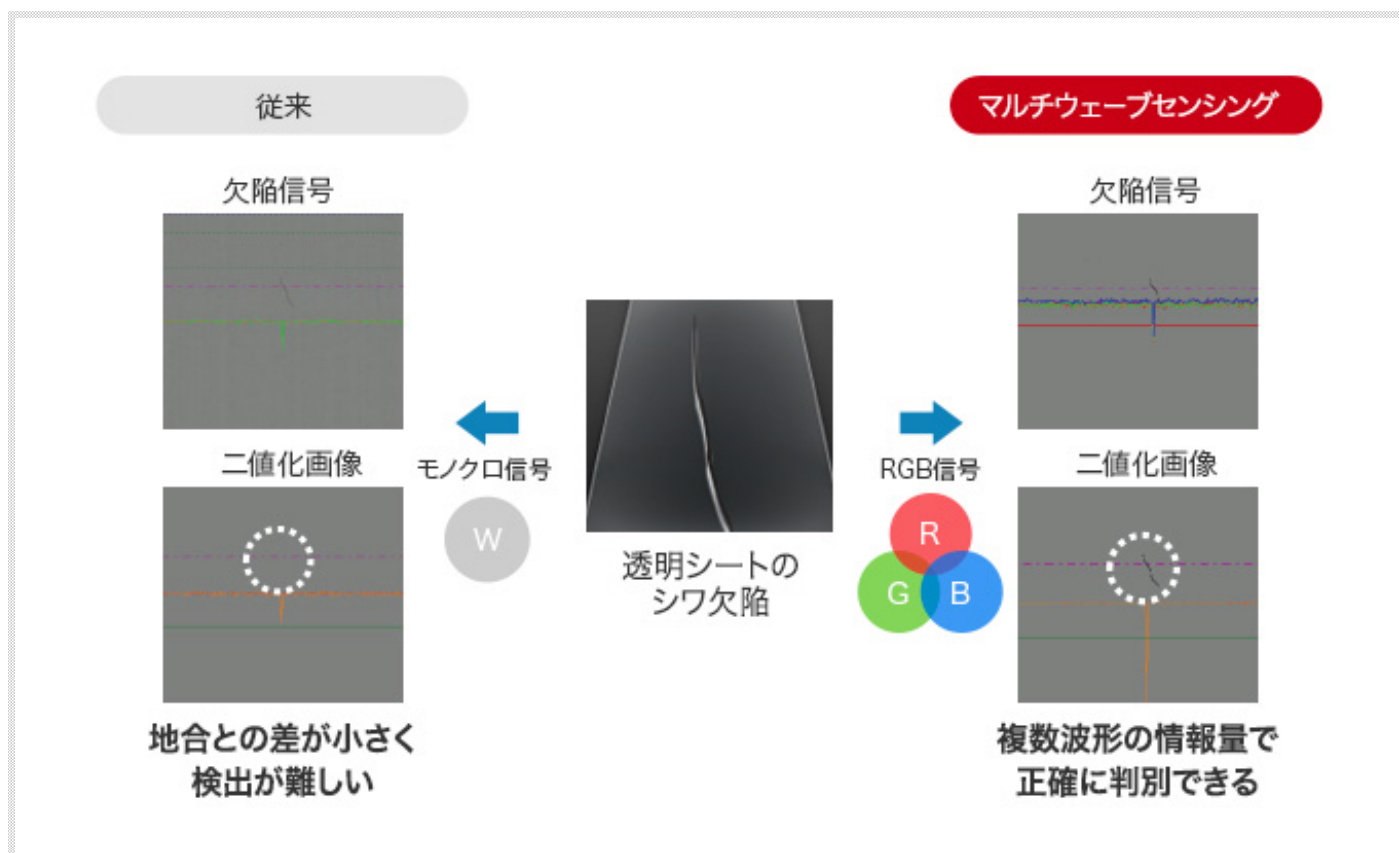 従来
マルチウェーブセンシング
欠陥信号
欠陥信号
二値化画像
モノクロ信号
W
透明シートの
シワ欠陥
RGB信号
R
G
B
二値化画像
地合との差が小さく
検出が難しい
複数波形の情報量で
正確に判別できる